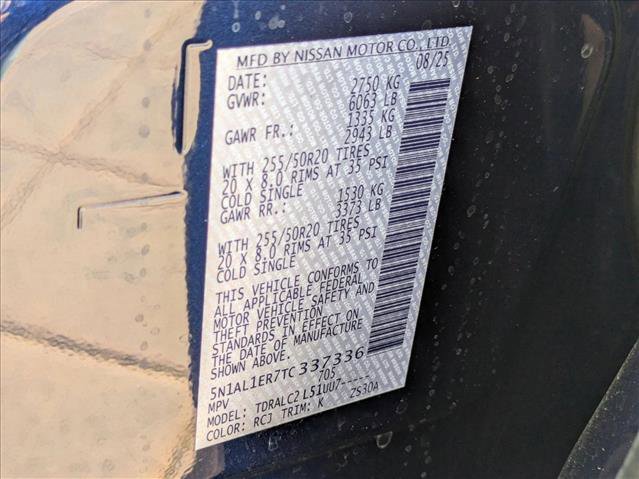 MFD BY NISSAN MOTOR CO., LTD
DATE: 08/25
GVWR: 2750 KG
6063 LB
GAWR FR.: 1335 KG
2943 LB
WITH 255/50R20 TIRES
20 X 8.0 RIMS AT 35 PSI
COLD SINGLE
GAWR RR.: 1530 KG
3373 LB
WITH 255/50R20 TIRES
20 X 8.0 RIMS AT 35 PSI
COLD SINGLE
THIS VEHICLE CONFORMS TO
ALL APPLICABLE FEDERAL
MOTOR VEHICLE SAFETY AND
THEFT PREVENTION
STANDARDS IN EFFECT ON
THE DATE OF MANUFACTURE
SHOWN ABOVE.
5N1AL1ER7TC337336
MPV 705
MODEL: TDRALC2 L51UU7-----
COLOR: RCJ TRIM: K ZS30A